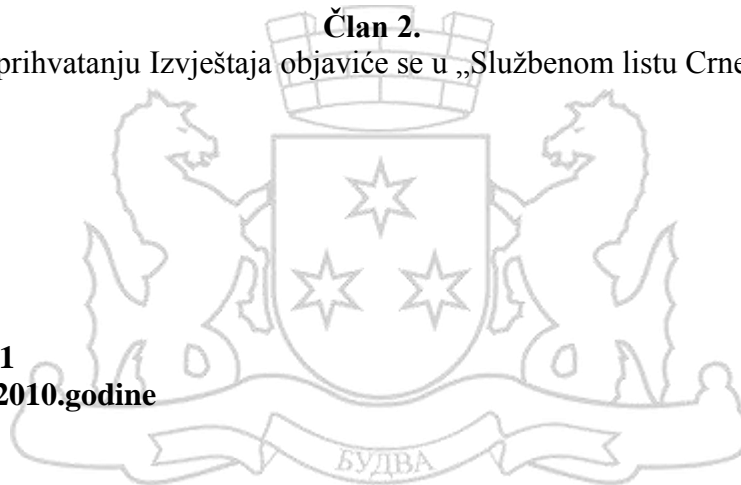 Član 2.
prihvatanju Izvještaja objaviće se u „Službenom listu Crne
1
2010.godine
БУДВА